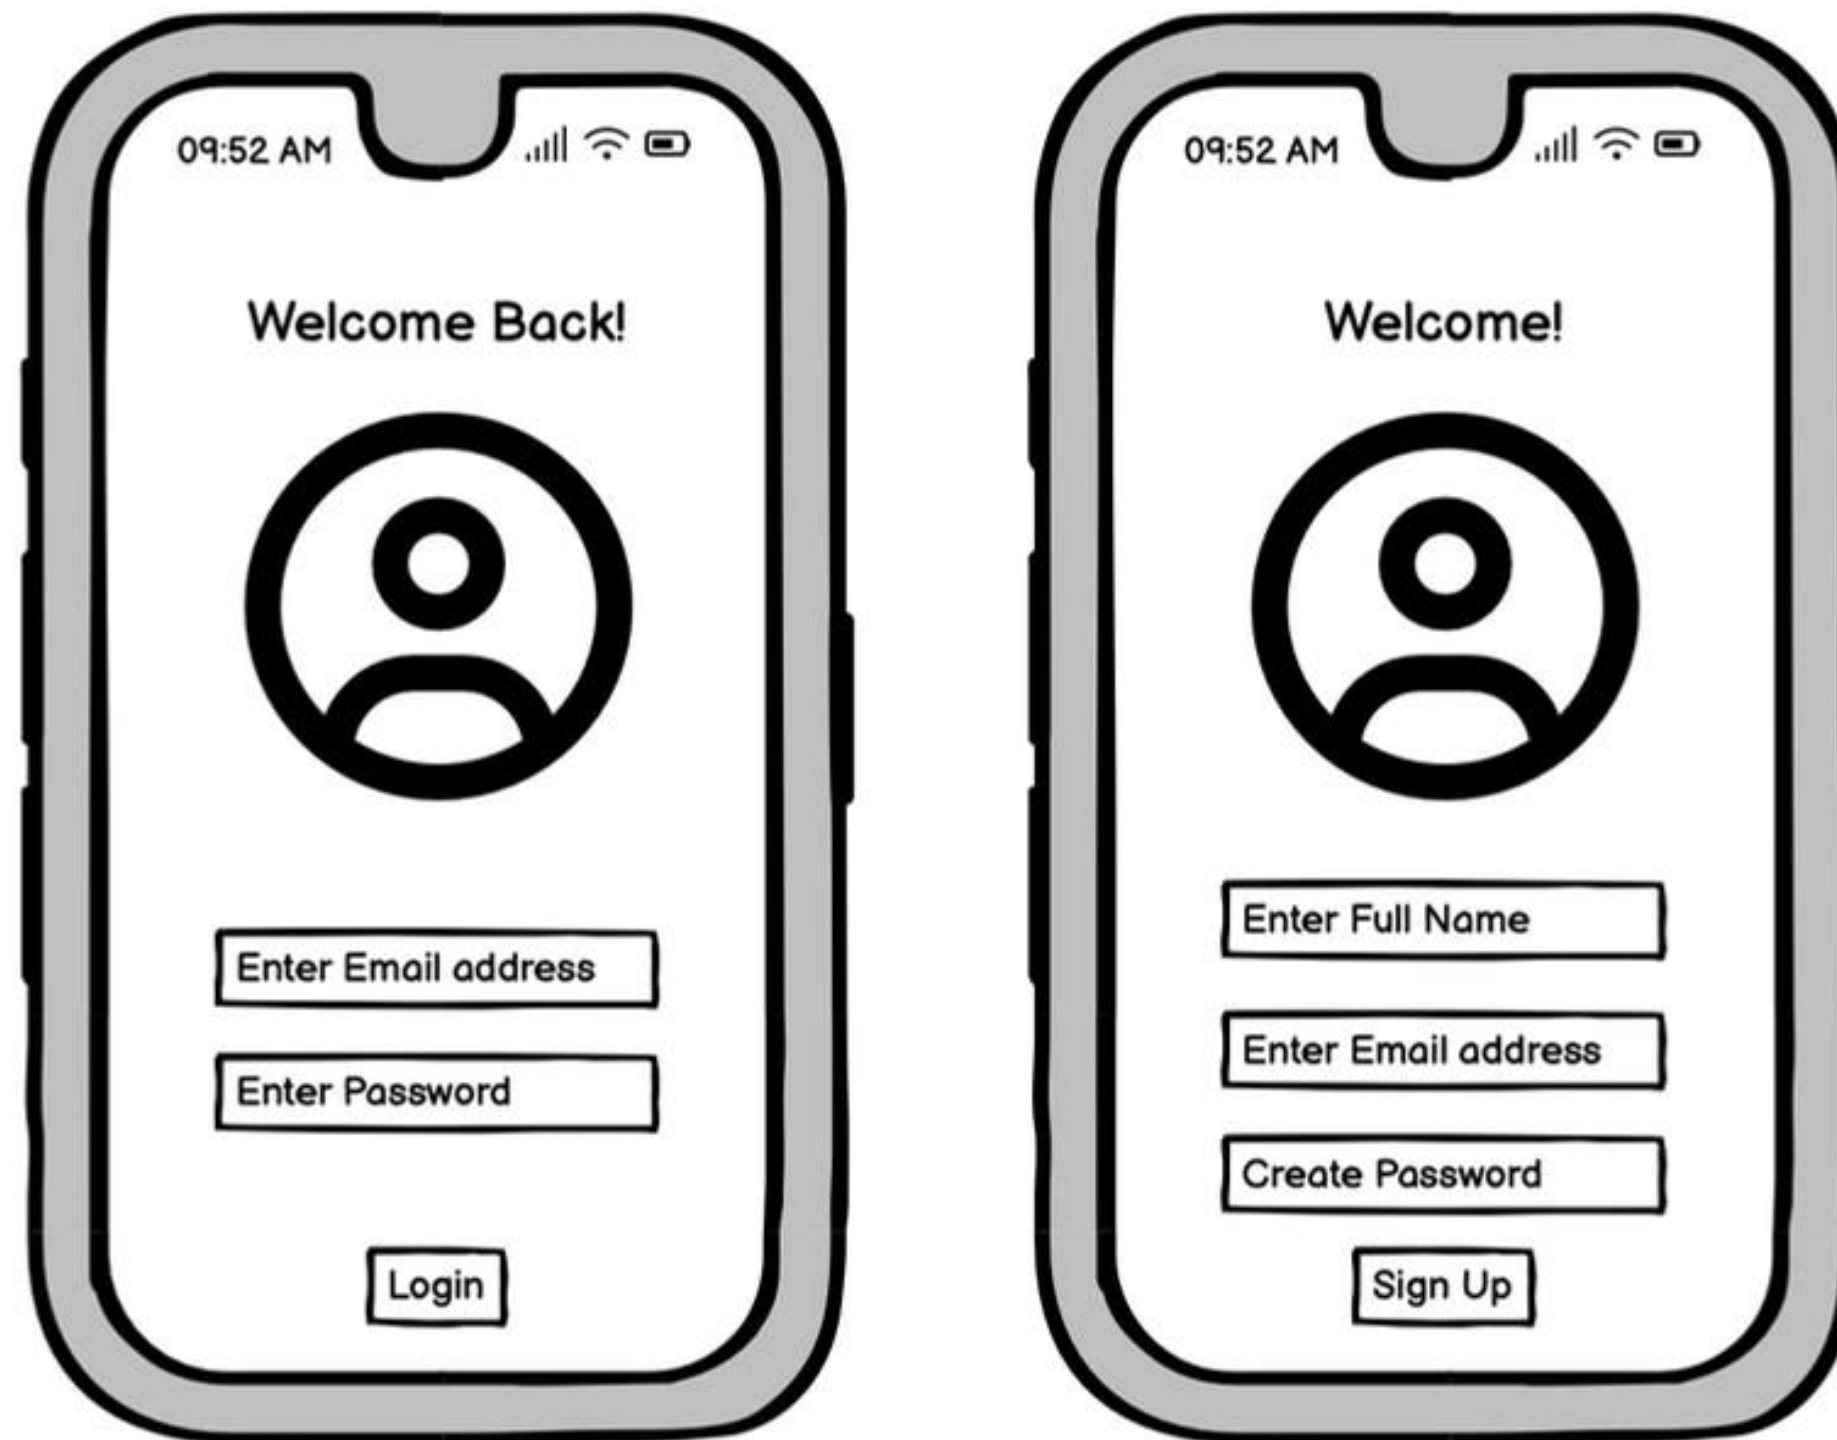 09:52 AM
Welcome Back!
Enter Email address
Enter Password
Login
09:52 AM
Welcome!
Enter Full Name
Enter Email address
Create Password
Sign Up